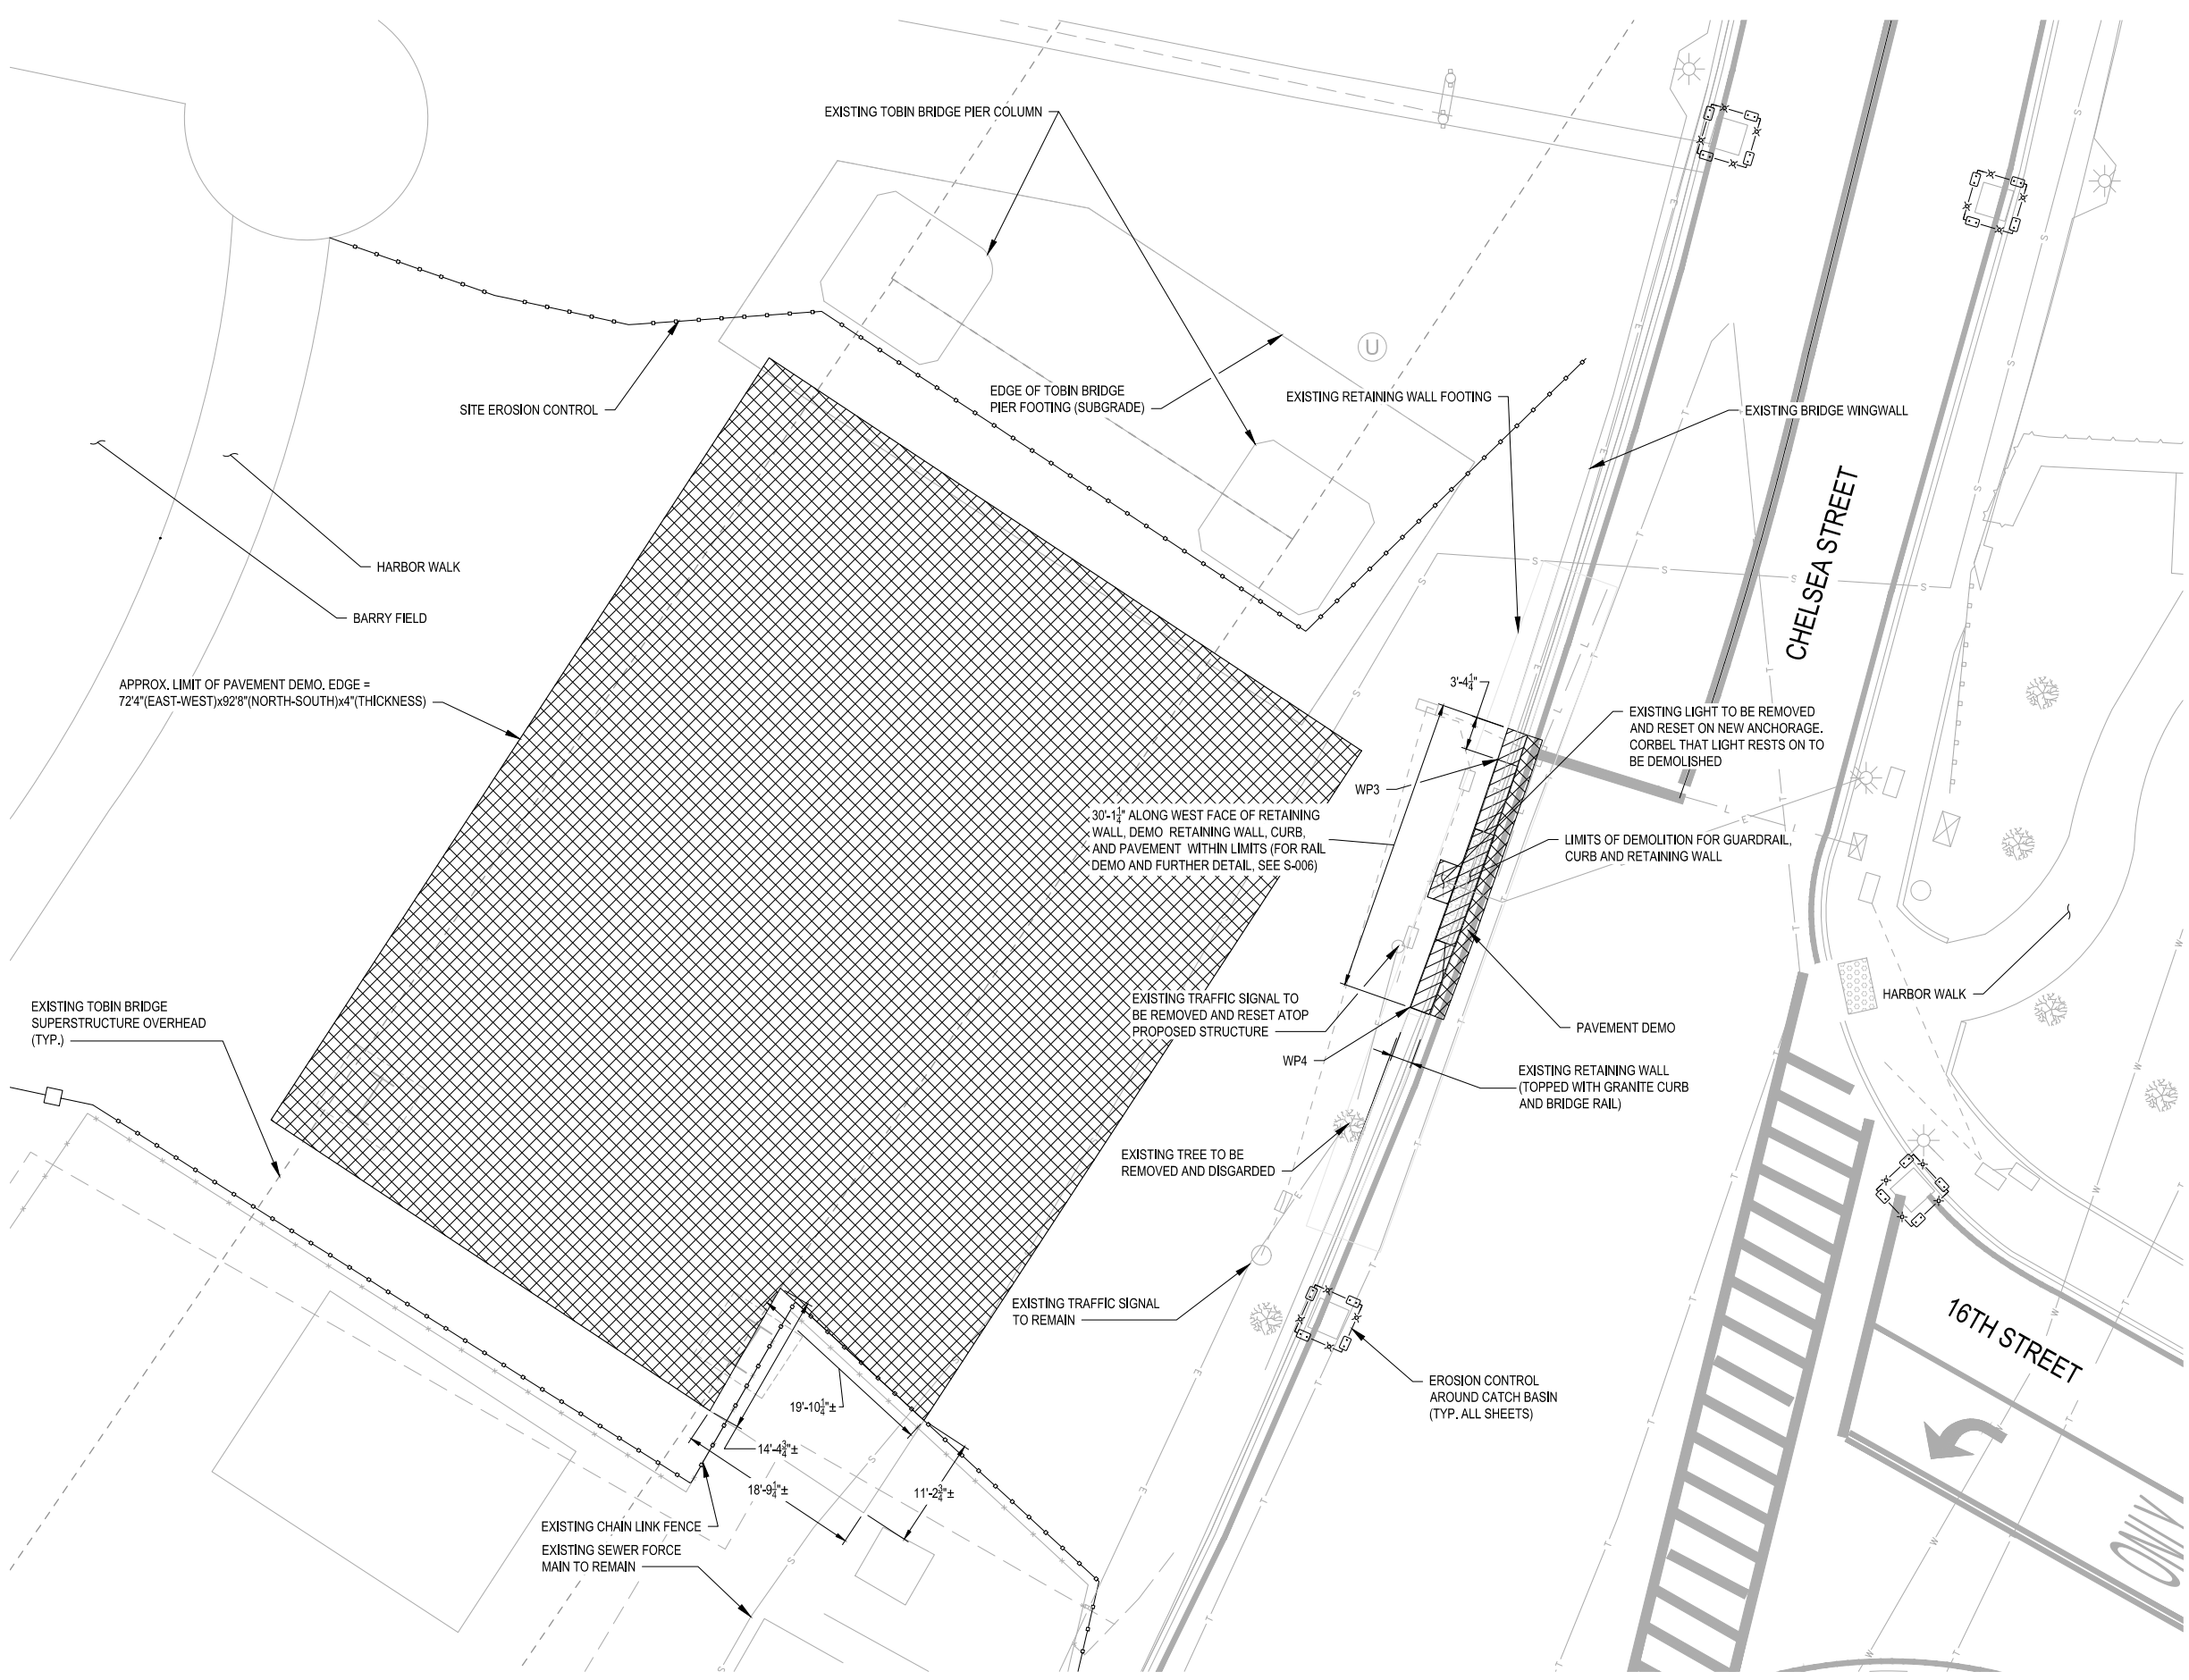 EXISTING TOBIN BRIDGE PIER COLUMN
U
EDGE OF TOBIN BRIDGE
PIER FOOTING (SUBGRADE)
EXISTING RETAINING WALL FOOTING
EXISTING BRIDGE WINGWALL
SITE EROSION CONTROL
CHELSEA STREET
HARBOR WALK
BARRY FIELD
APPROX. LIMIT OF PAVEMENT DEMO. EDGE =
72'4"(EAST-WEST)x92'8"(NORTH-SOUTH)x4"(THICKNESS)
3'-4¼"
EXISTING LIGHT TO BE REMOVED
AND RESET ON NEW ANCHORAGE.
CORBEL THAT LIGHT RESTS ON TO
BE DEMOLISHED
WP3
30'-1¼" ALONG WEST FACE OF RETAINING
WALL, DEMO RETAINING WALL, CURB,
AND PAVEMENT WITHIN LIMITS (FOR RAIL
DEMO AND FURTHER DETAIL, SEE S-006)
LIMITS OF DEMOLITION FOR GUARDRAIL,
CURB AND RETAINING WALL
EXISTING TOBIN BRIDGE
SUPERSTRUCTURE OVERHEAD
(TYP.)
EXISTING TRAFFIC SIGNAL TO
BE REMOVED AND RESET ATOP
PROPOSED STRUCTURE
HARBOR WALK
PAVEMENT DEMO
WP4
EXISTING RETAINING WALL
(TOPPED WITH GRANITE CURB
AND BRIDGE RAIL)
EXISTING TREE TO BE
REMOVED AND DISGARDED
EXISTING TRAFFIC SIGNAL
TO REMAIN
16TH STREET
EROSION CONTROL
AROUND CATCH BASIN
(TYP. ALL SHEETS)
19'-10¼"±
14'-4¾"±
18'-9¼"±
11'-2¾"±
EXISTING CHAIN LINK FENCE
EXISTING SEWER FORCE
MAIN TO REMAIN
ONLY